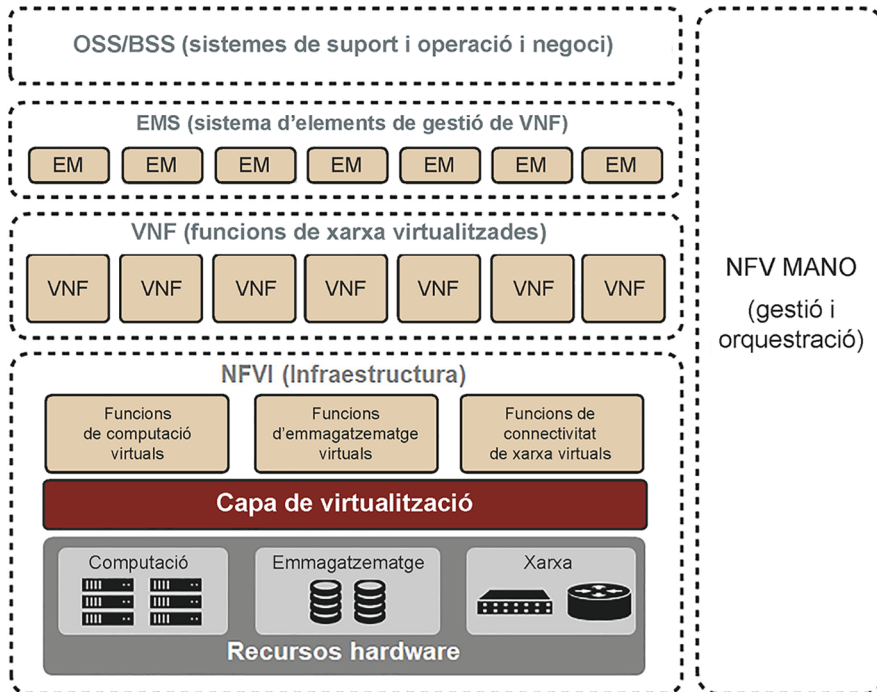 OSS/BSS (sistemes de suport i operació i negoci)
EMS (sistema d'elements de gestió de VNF)
EM EM EM EM EM EM EM
VNF (funcions de xarxa virtualitzades)
VNF VNF VNF VNF VNF VNF VNF
NFVI (Infraestructura)
Funcions
de computació
virtuals
Funcions
d'emmagatzematge
virtuals
Funcions de
connectivitat
de xarxa virtuals
Capa de virtualització
Computació
Emmagatzematge
Xarxa
Recursos hardware
NFV MANO
(gestió i
orquestració)